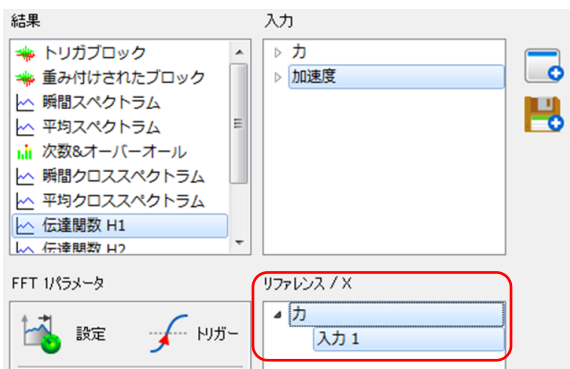 結果
トリガブロック
重み付けされたブロック
瞬間スペクトラム
平均スペクトラム
次数&オーバーオール
瞬間クロススペクトラム
平均クロススペクトラム
伝達関数 H1
伝達関数 H2
入力
力
加速度
FFT 1パラメータ
設定
トリガー
リファレンス / X
力
入力 1